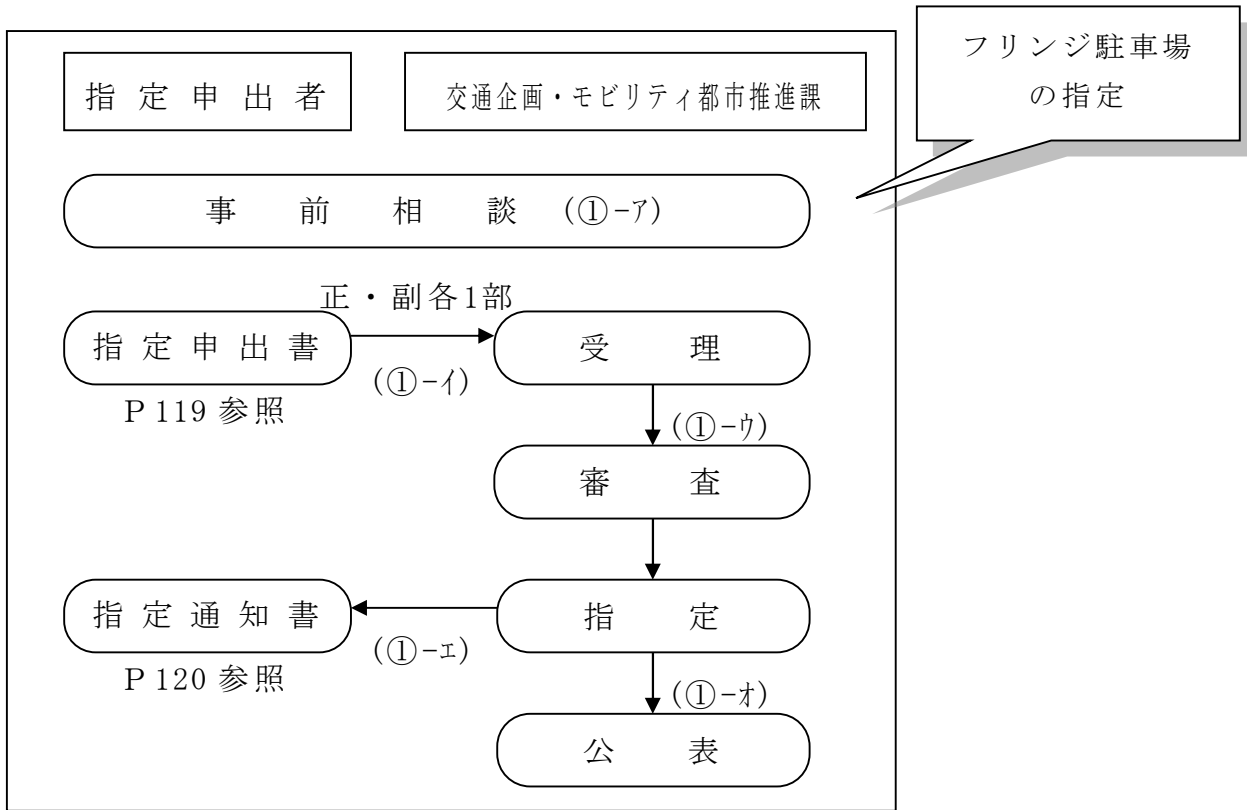 フリンジ駐車場
の指定
指定申出者
交通企画・モビリティ都市推進課
事前相談 (①-ア)
正・副各1部
指定申出書
受理
(①-イ)
P119参照
(①-ウ)
審査
指定通知書
指定
(①-エ)
P120参照
(①-オ)
公表